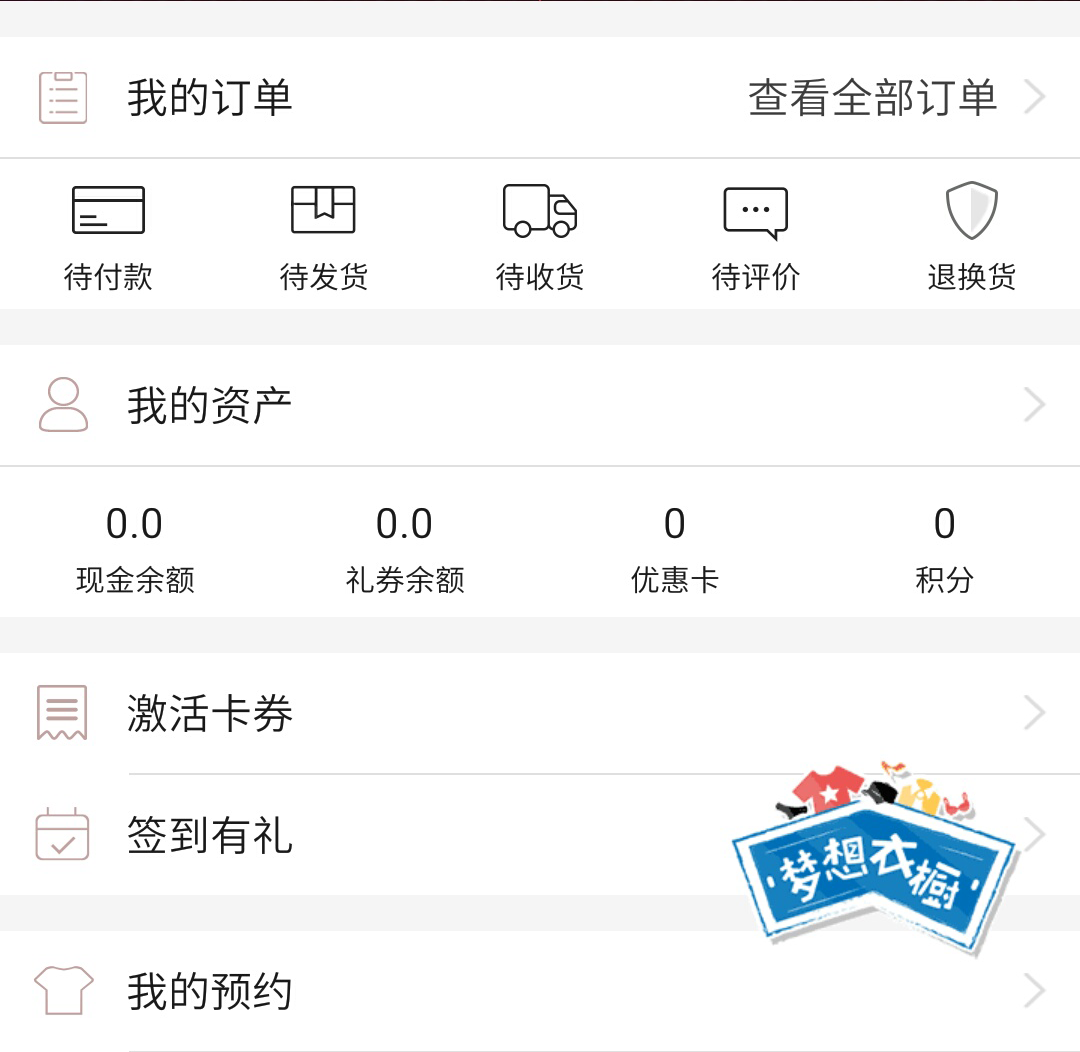 我的订单 查看全部订单
待付款 待发货 待收货 待评价 退换货
我的资产
0.0 0.0 0 0
现金余额 礼券余额 优惠卡 积分
激活卡券
签到有礼
梦想衣橱
我的预约